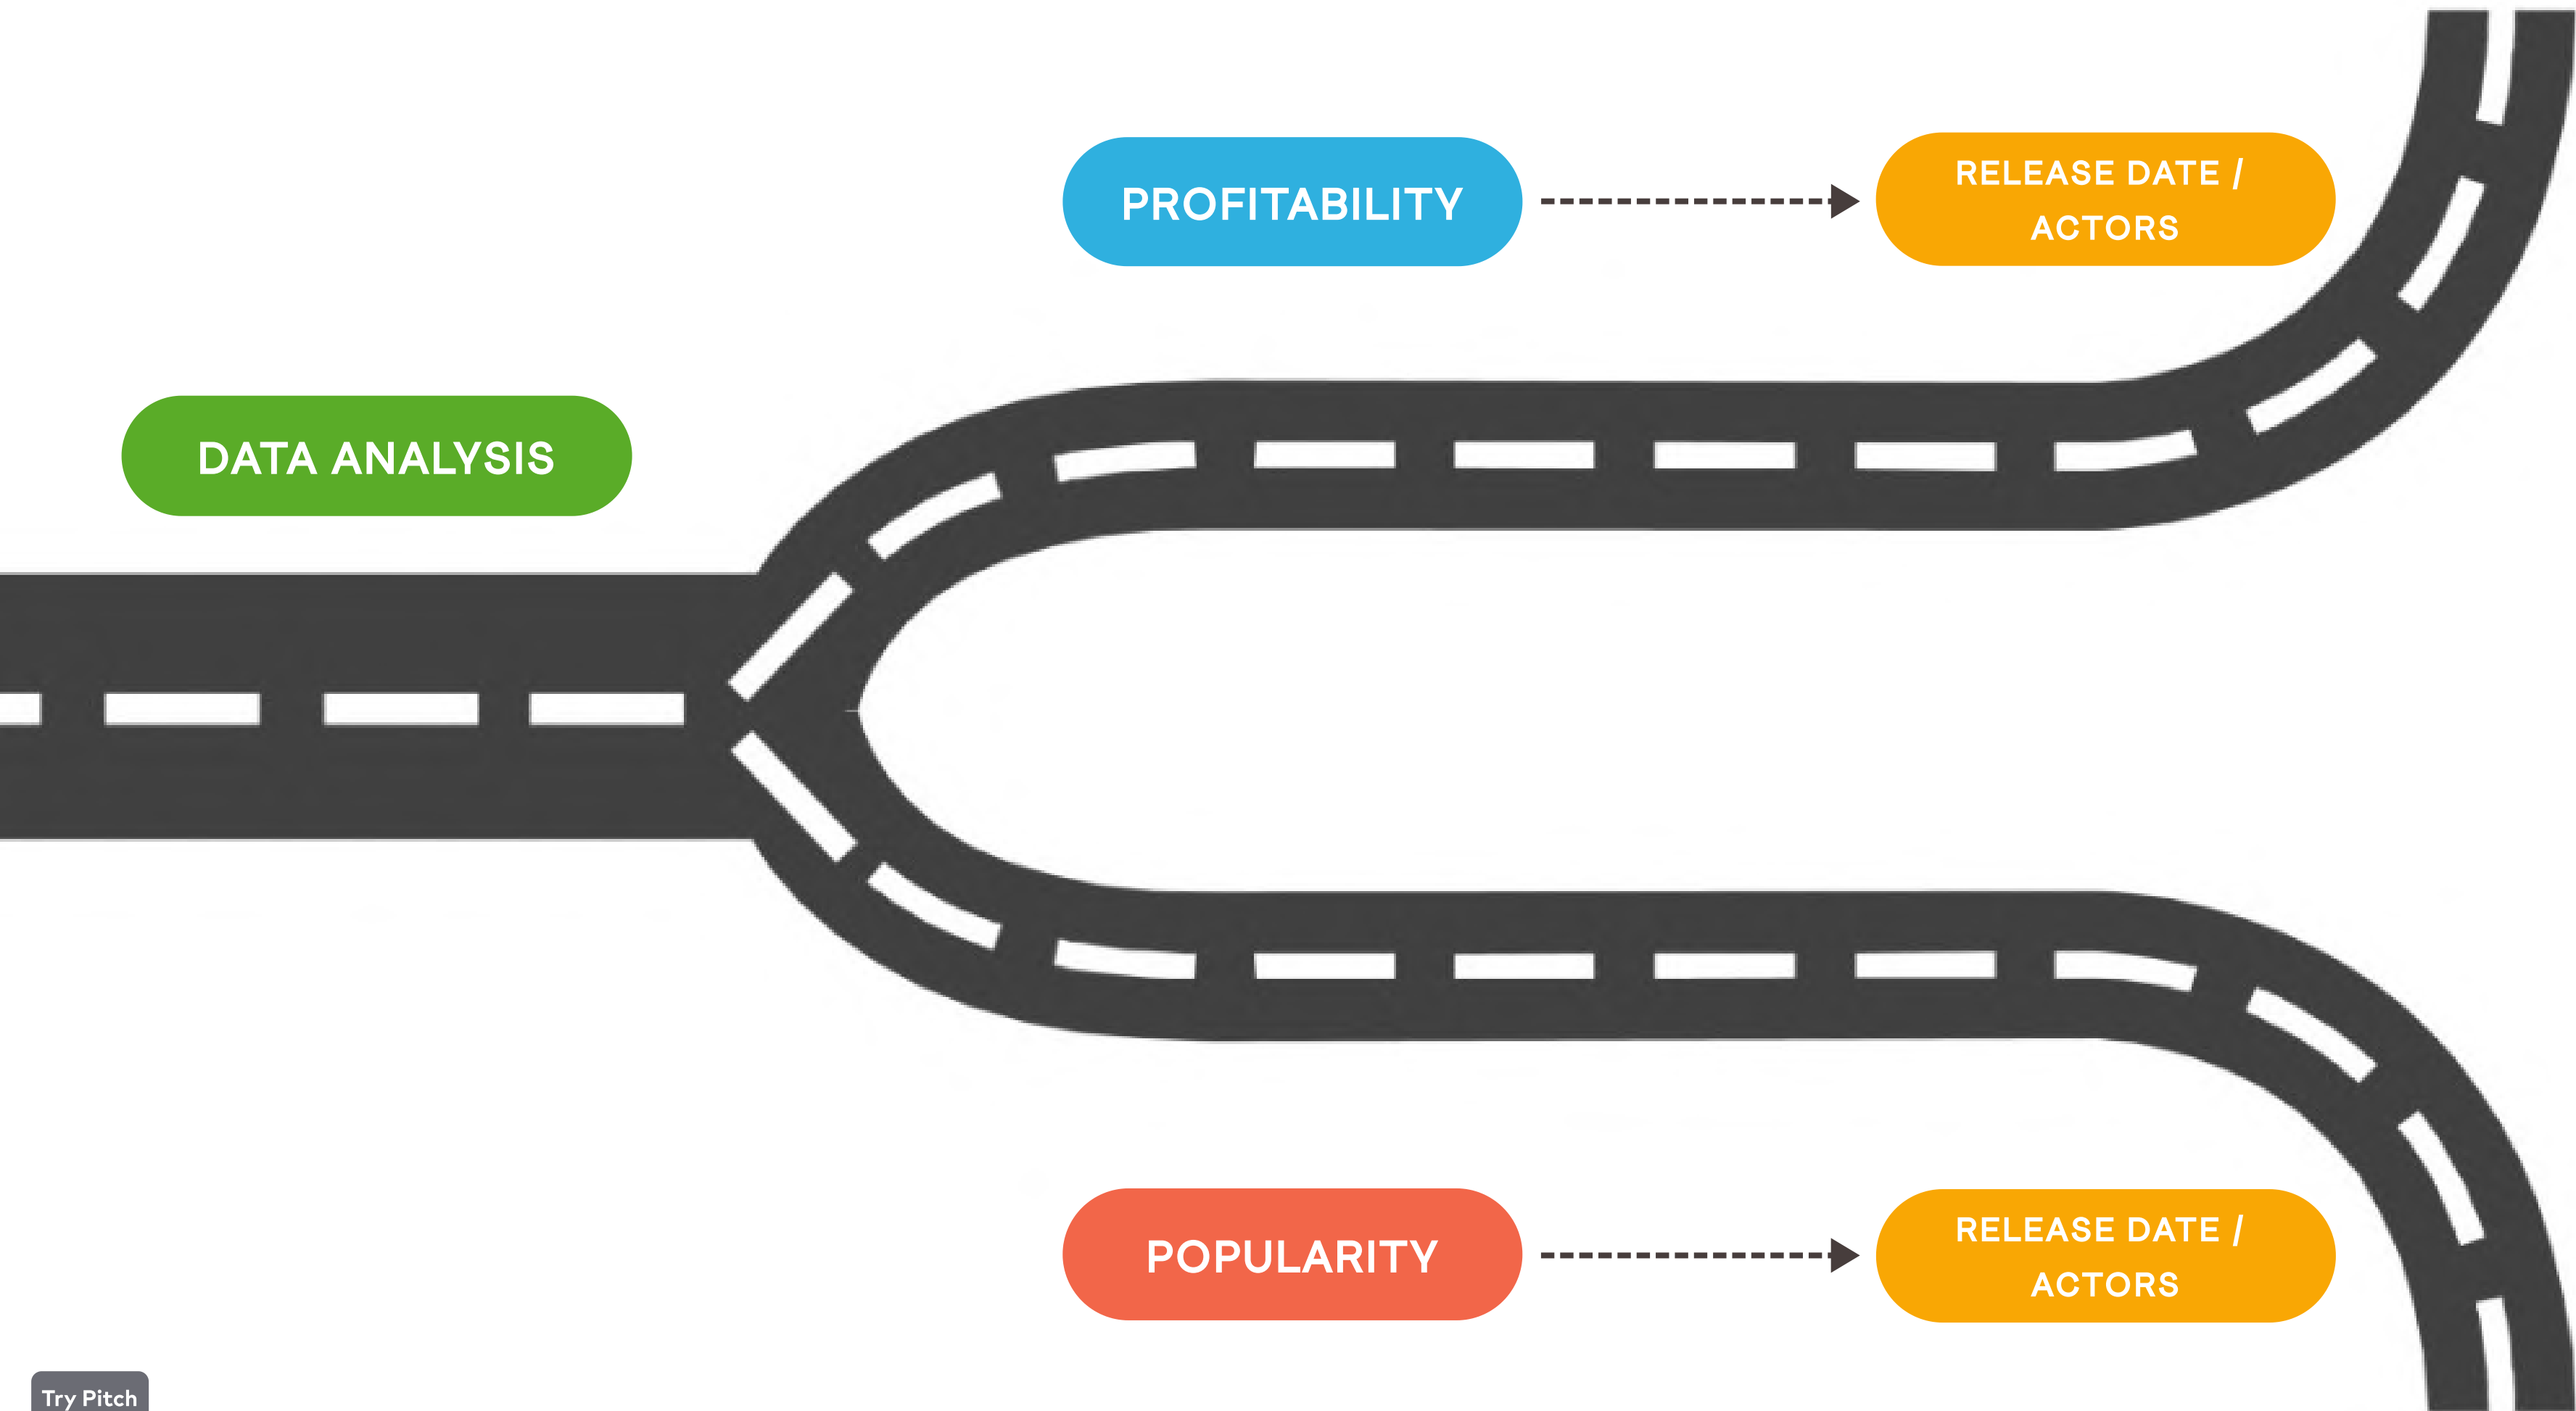 PROFITABILITY
RELEASE DATE /
ACTORS
DATA ANALYSIS
POPULARITY
RELEASE DATE /
ACTORS
Try Pitch